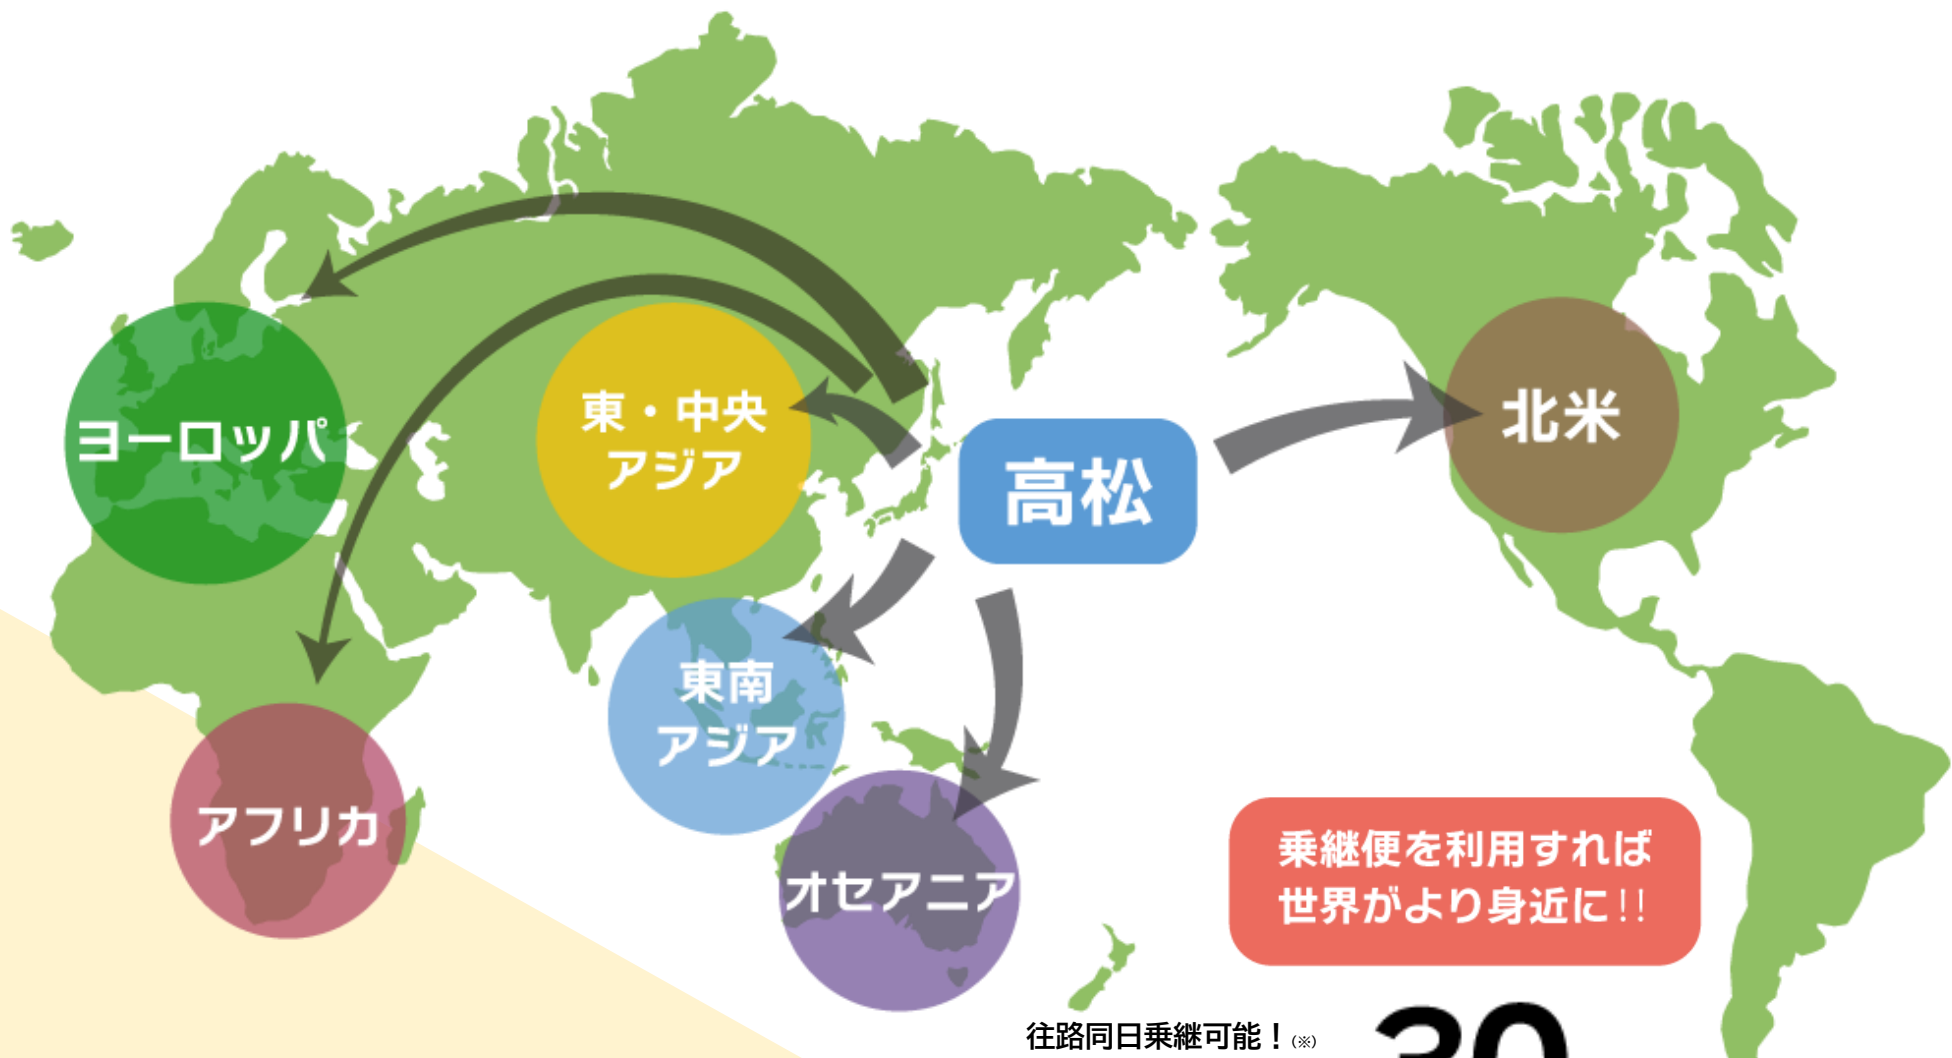 ヨーロッパ
東・中央
アジア
高松
北米
東南
アジア
アフリカ
オセアニア
乗継便を利用すれば
世界がより身近に!!
往路同日乗継可能！(※)
30